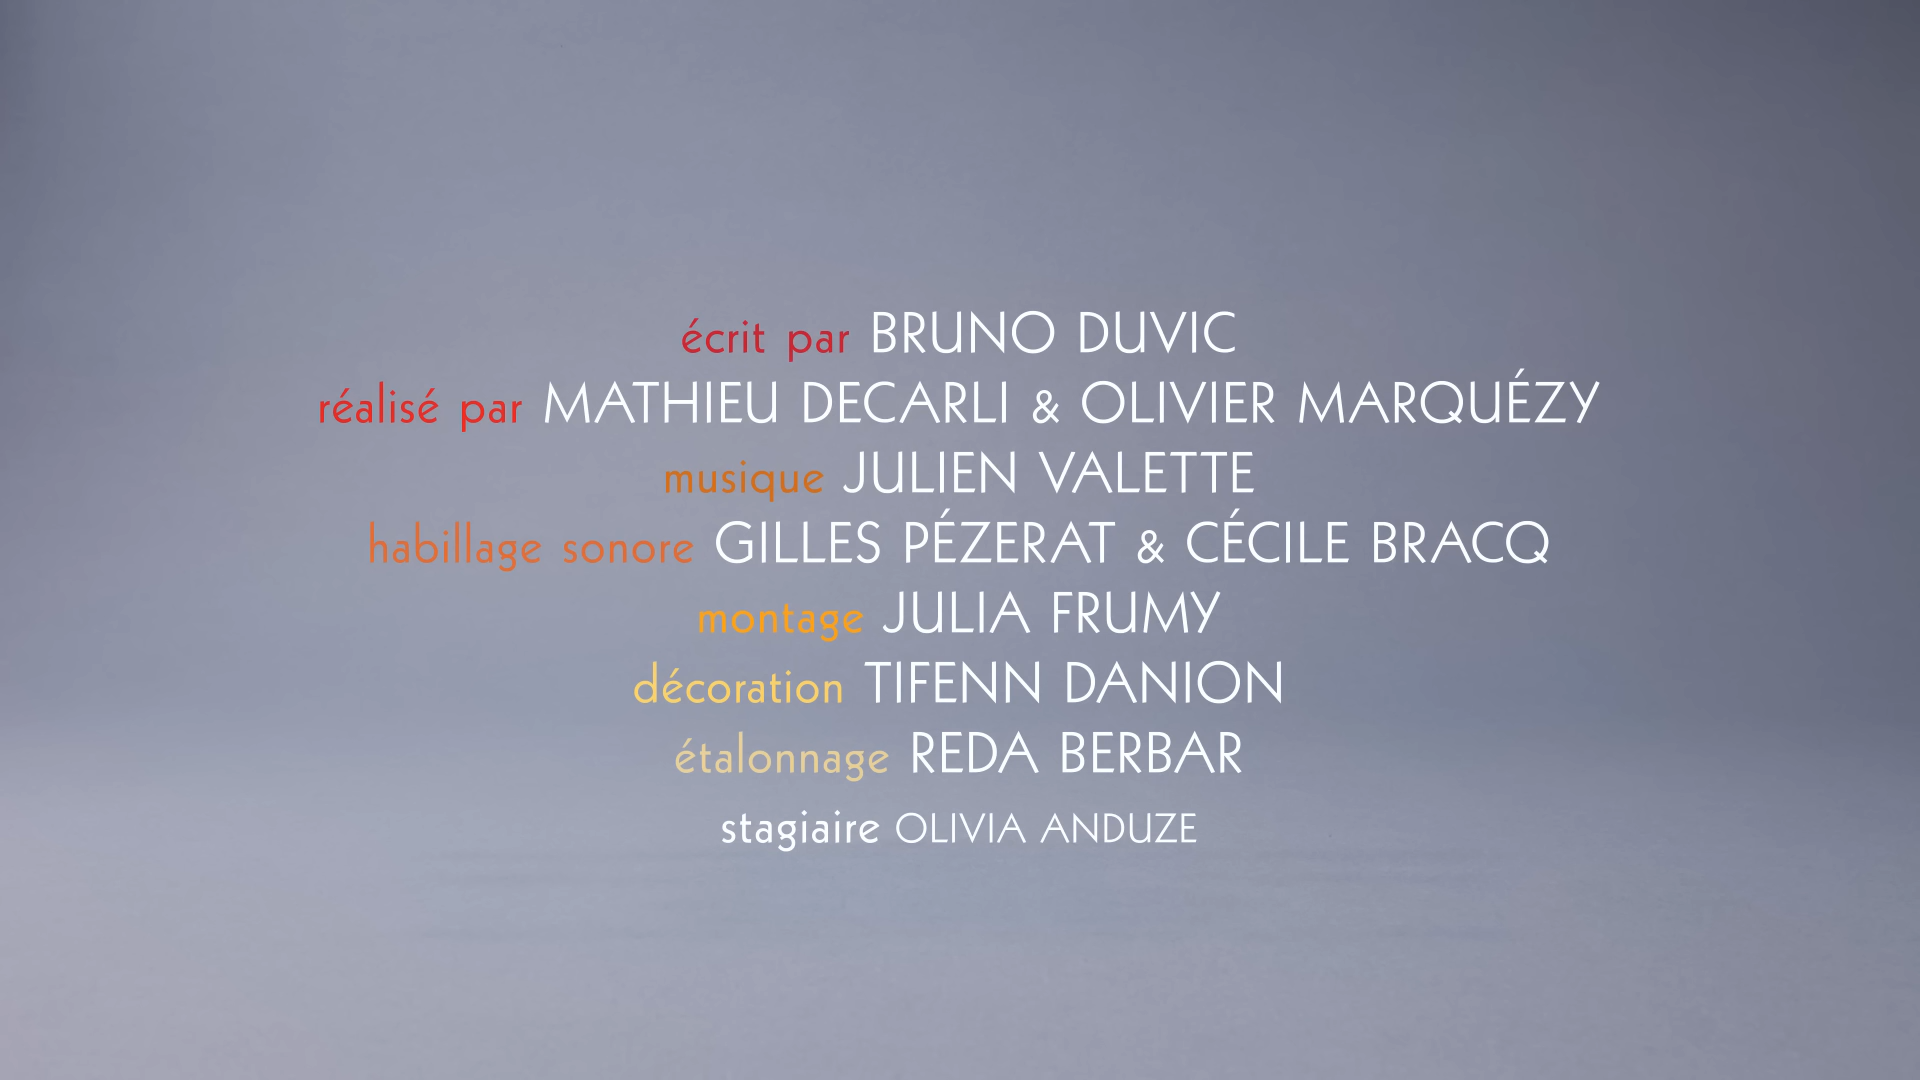 écrit par BRUNO DUVIC
réalisé par MATHIEU DECARLI & OLIVIER MARQUÉZY
musique JULIEN VALETTE
habillage sonore GILLES PÉZERAT & CÉCILE BRACQ
montage JULIA FRUMY
décoration TIFENN DANION
étalonnage REDA BERBAR
stagiaire OLIVIA ANDUZE